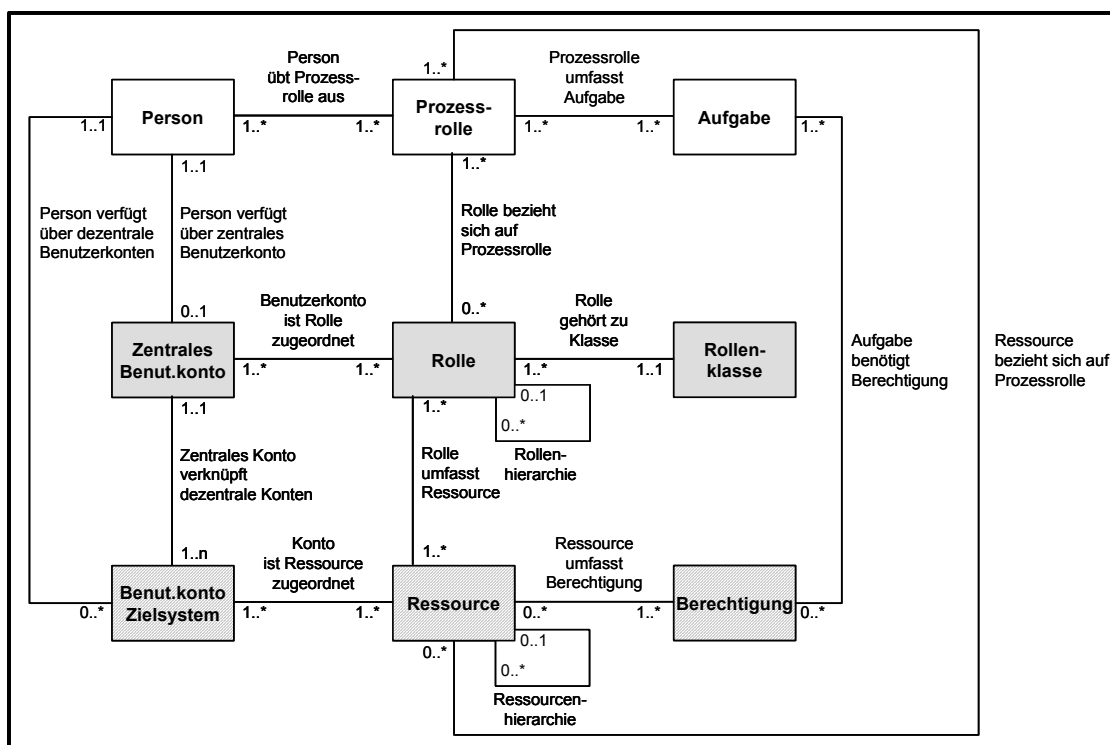 Person
übt Prozess-
rolle aus
1..*
Prozessrolle
umfasst
Aufgabe
1..1
Person
1..*
1..*
Prozess-
rolle
1..*
1..*
Aufgabe
1..*
1..1
1..*
Person verfügt
über dezentrale
Benutzerkonten
Person verfügt
über zentrales
Benutzerkonto
Rolle bezieht
sich auf
Prozessrolle
0..1
Benutzerkonto
ist Rolle
zugeordnet
0..*
Rolle
gehört zu
Klasse
Zentrales
Benut.konto
1..*
1..*
Rolle
1..*
1..1
Rollen-
klasse
Aufgabe
benötigt
Berechtigung
Ressource
bezieht sich auf
Prozessrolle
1..1
1..*
0..1
0..*
Rollen-
hierarchie
Zentrales Konto
verknüpft
dezentrale Konten
Rolle
umfasst
Ressource
1..n
Konto
ist Ressource
zugeordnet
1..*
Ressource
umfasst
Berechtigung
0..*
Benut.konto
Zielsystem
1..*
1..*
Ressource
0..*
1..*
Berechtigung
0..*
0..*
0..1
0..*
Ressourcen-
hierarchie